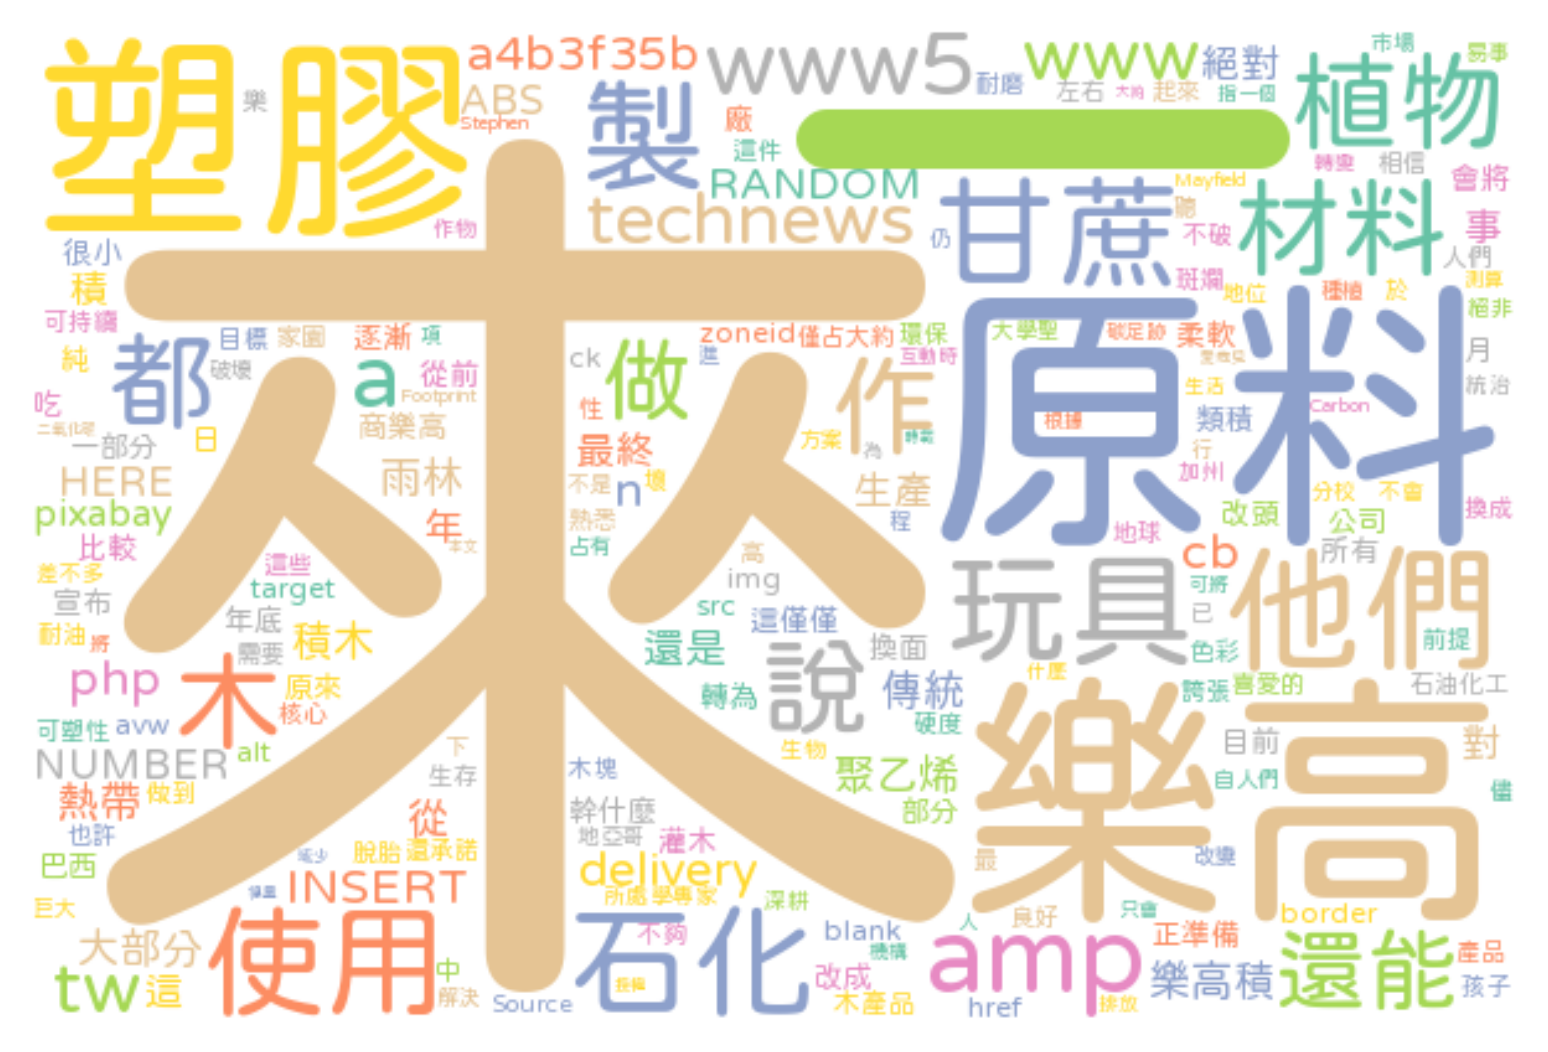 塑膠
樂
a4b3f35b
www5
www
絕對
市場
易事
植物
ABS
Stephen
製
廠
耐磨
左右
大約
起來
指一個
一
這件
RANDOM
technews
轉變
相信
會將
Mayfield
甘蔗
聽
材料
事
作物
仍
不破
人們
很小
積
可持續
來
斑斕
地位
種植
於
測算
絕非
原料
都
目標
家園
逐漸
項
zoneid
僅占大約
環保
大學聖
碳足跡
柔軟
月
純
破壞
a
從前
Footprint
ck
做
進
互動時
作
生活
統治
吃
二氧化碳
一部分
日
商樂高
性
最終
方案
為
根據
類積
Carbon
行
HERE
雨林
不是
n
壞
生產
加州
分校
不會
換成
pixabay
年
熟悉
程
改頭
公司
比較
本文
占有
地球
這些
高
cb
所有
差不多
target
img
玩具
可將
他們
宣布
年底
src
這僅僅
已
耐油
將
需要
積木
還是
說
換面
色彩
前提
php
木
原來
核心
轉為
傳統
什麼
誇張
喜愛的
石油化工
可塑性
avw
硬度
樂高
NUMBER
alt
下
生物
目前
對
熱帶
做到
生存
木塊
聚乙烯
自人們
儘
也許
從
幹什麼
部分
巴西
減少
脫胎
還承諾
地亞哥
灌木
最
改變
巨大
INSERT
delivery
所處
學專家
深耕
只會
border
大部分
使用
石化
不夠
blank
人
良好
正準備
還能
產品
tw
這
中
解決
機構
改成
amp
樂高積
孩子
Source
木產品
href
排放